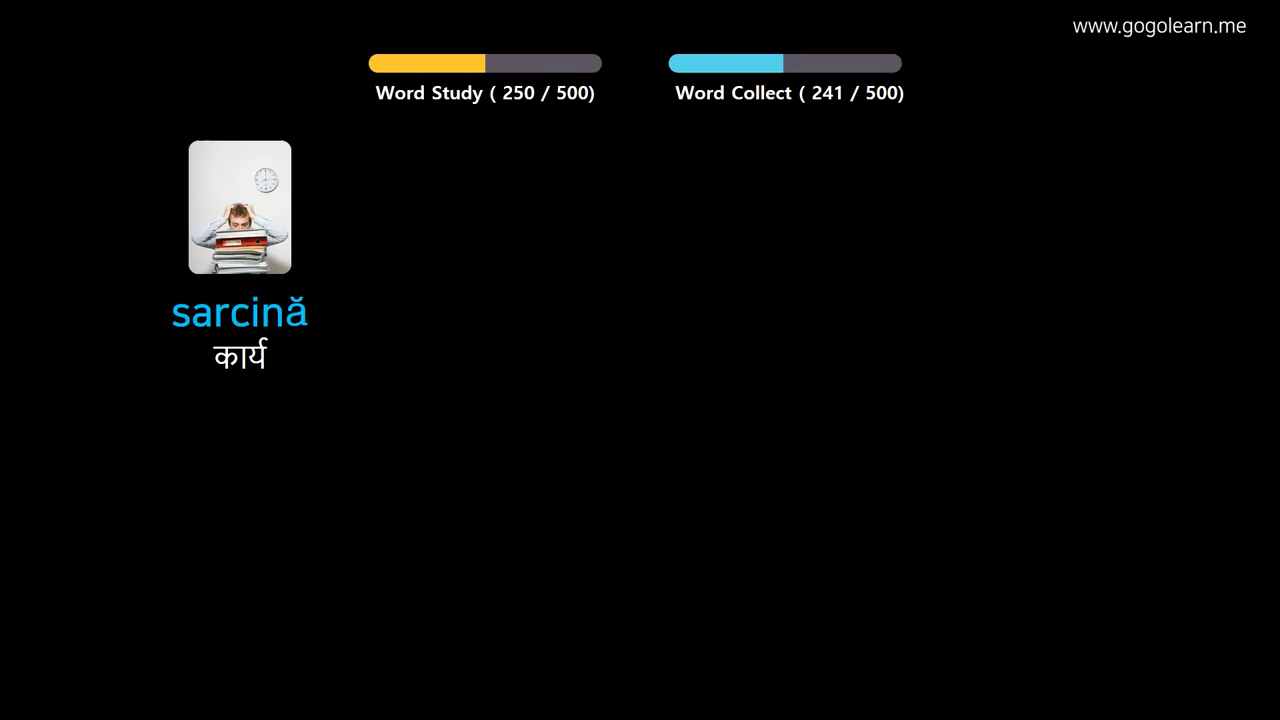 www.gogolearn.me
Word Study ( 250 / 500)
Word Collect ( 241 / 500)
sarcină
कार्य